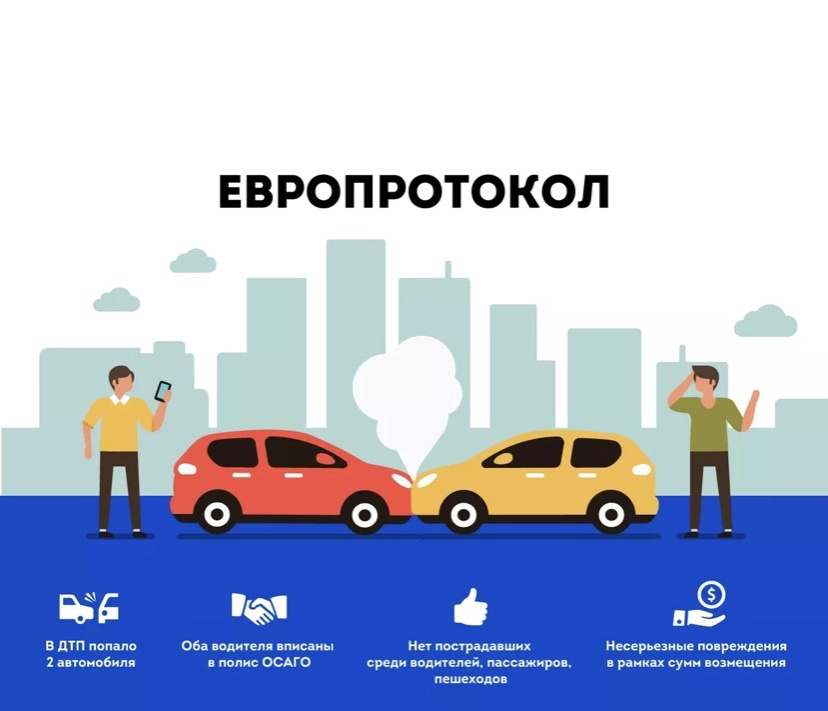 ЕВРОПРОТОКОЛ
В ДТП попало
2 автомобиля
Оба водителя вписаны
в полис ОСАГО
Нет пострадавших
среди водителей, пассажиров,
пешеходов
Несерьезные повреждения
в рамках сумм возмещения